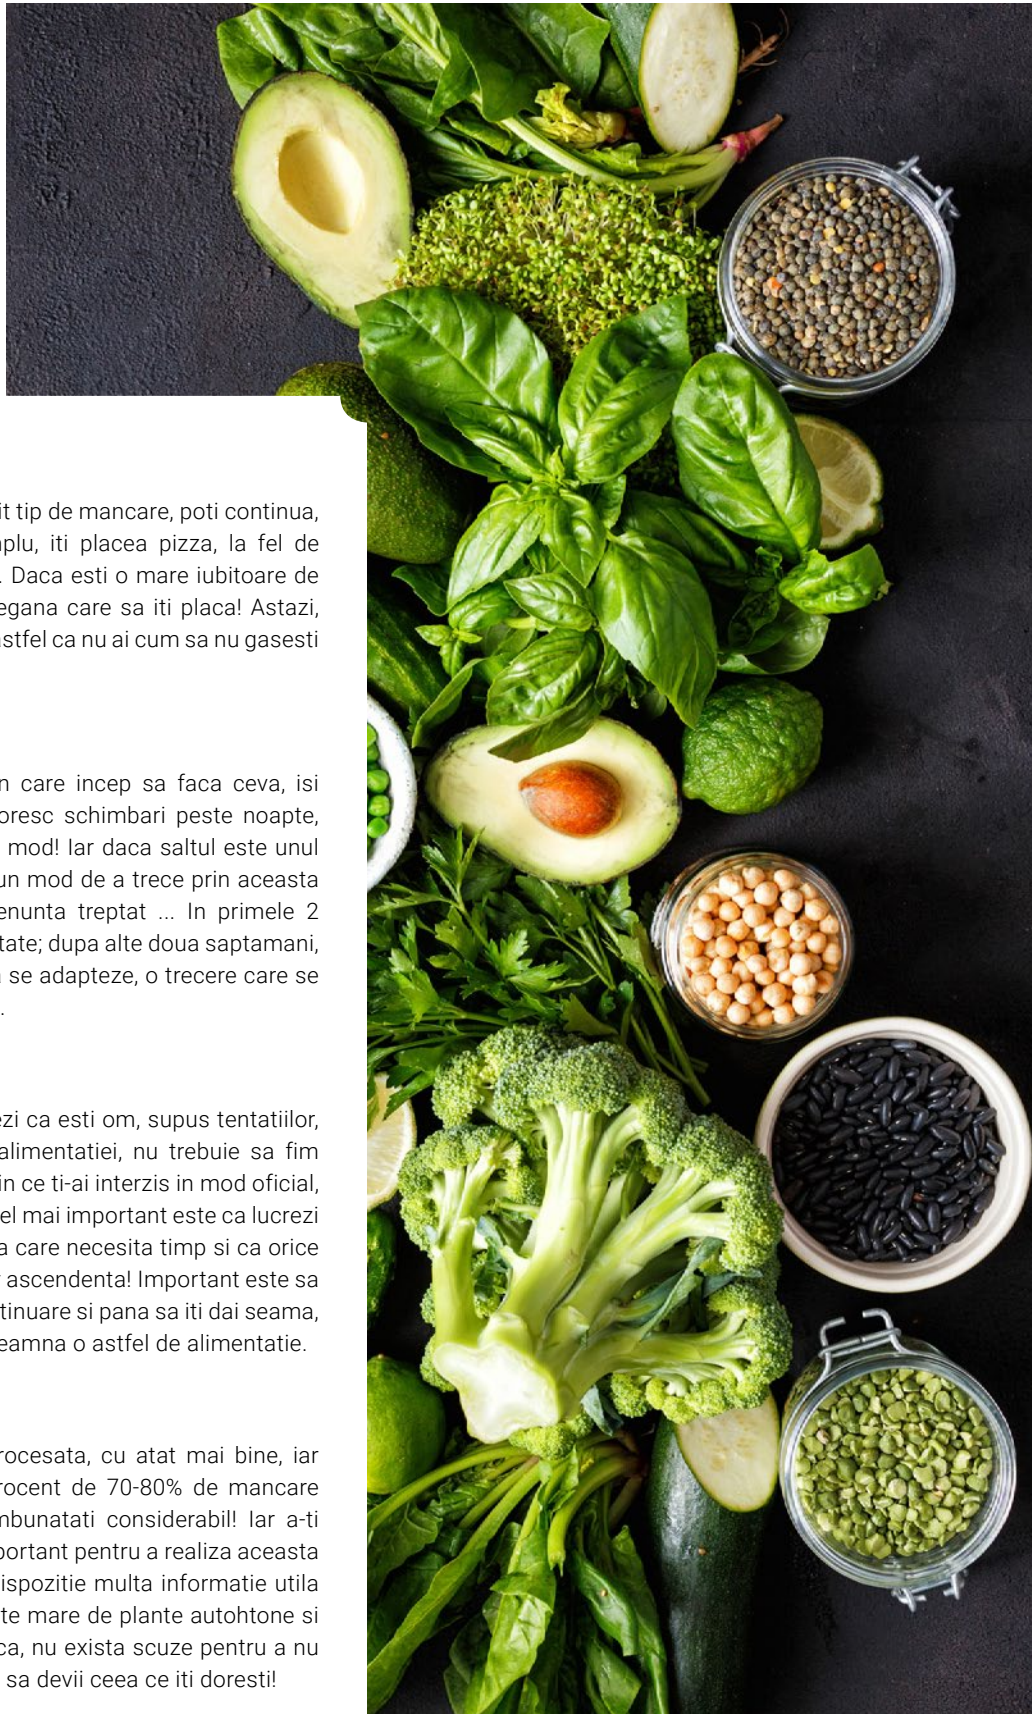 it tip de mancare, poti continua,
plu, iti placea pizza, la fel de
. Daca esti o mare iubitoare de
egana care sa iti placa! Astazi,
astfel ca nu ai cum sa nu gasesti
n care incep sa faca ceva, isi
oresc schimbari peste noapte,
mod! Iar daca saltul este unul
un mod de a trece prin aceasta
enunta treptat ... In primele 2
tate; dupa alte doua saptamani,
a se adapteze, o trecere care se
.
ezi ca esti om, supus tentatiilor,
alimentatiei, nu trebuie sa fim
in ce ti-ai interzis in mod oficial,
el mai important este ca lucrezi
a care necesita timp si ca orice
ascendenta! Important este sa
tinuare si pana sa iti dai seama,
eamna o astfel de alimentatie.
rocesata, cu atat mai bine, iar
rocent de 70-80% de mancare
mbunatati considerabil! Iar a-ti
portant pentru a realiza aceasta
dispozitie multa informatie utila
te mare de plante autohtone si
ca, nu exista scuze pentru a nu
sa devii ceea ce iti doresti!